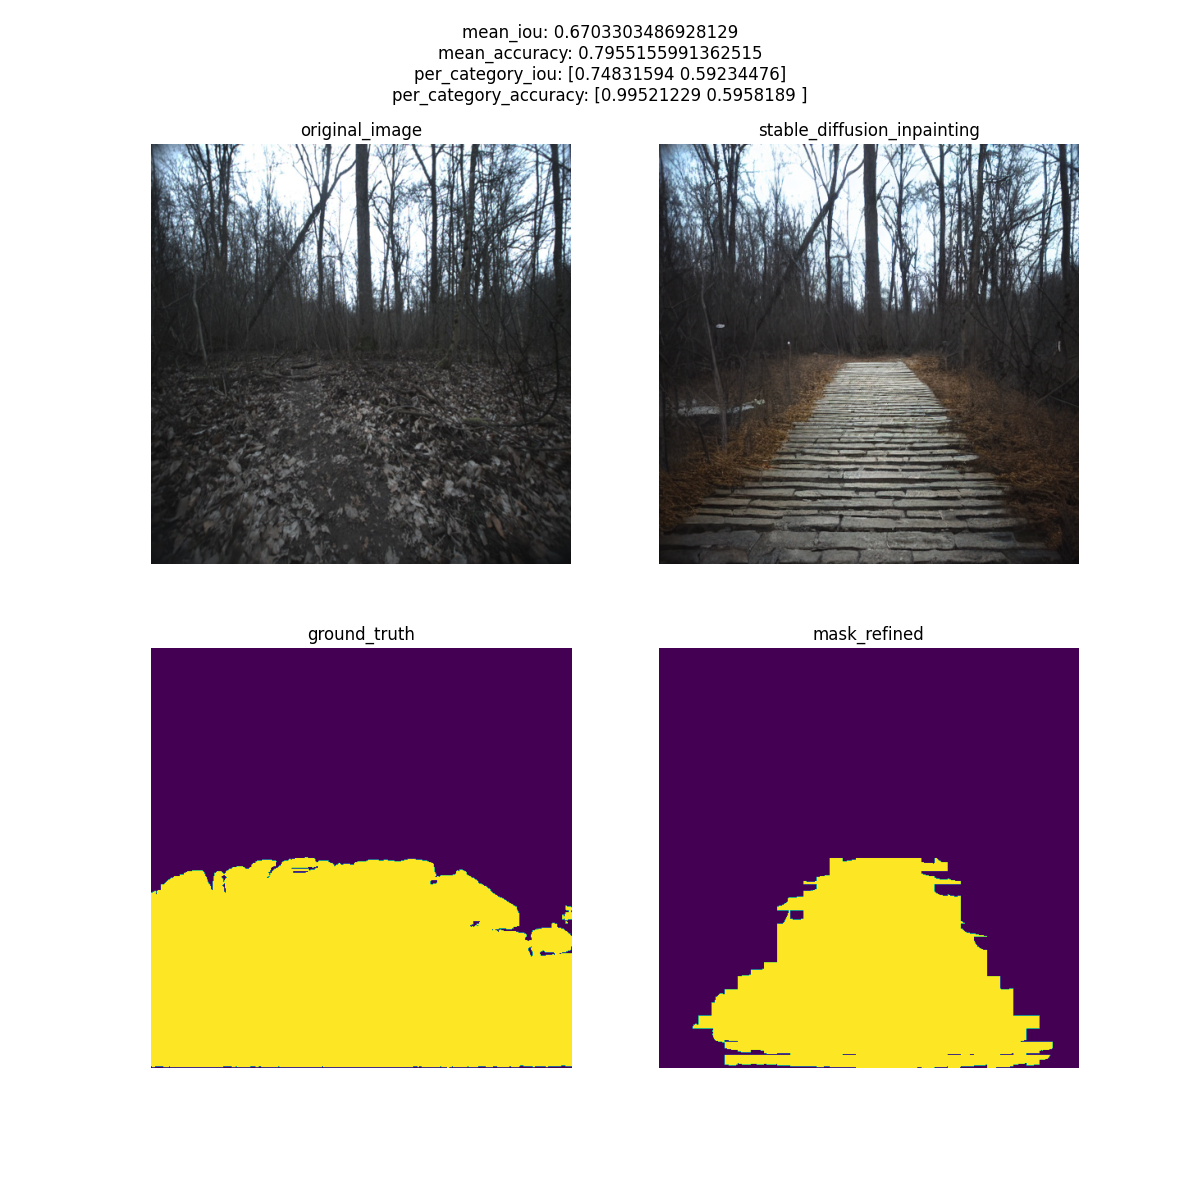 mean_iou: 0.6703303486928129
mean_accuracy: 0.7955155991362515
per_category_iou: [0.74831594 0.59234476]
per_category_accuracy: [0.99521229 0.5958189 ]
original_image
stable_diffusion_inpainting
ground_truth
mask_refined